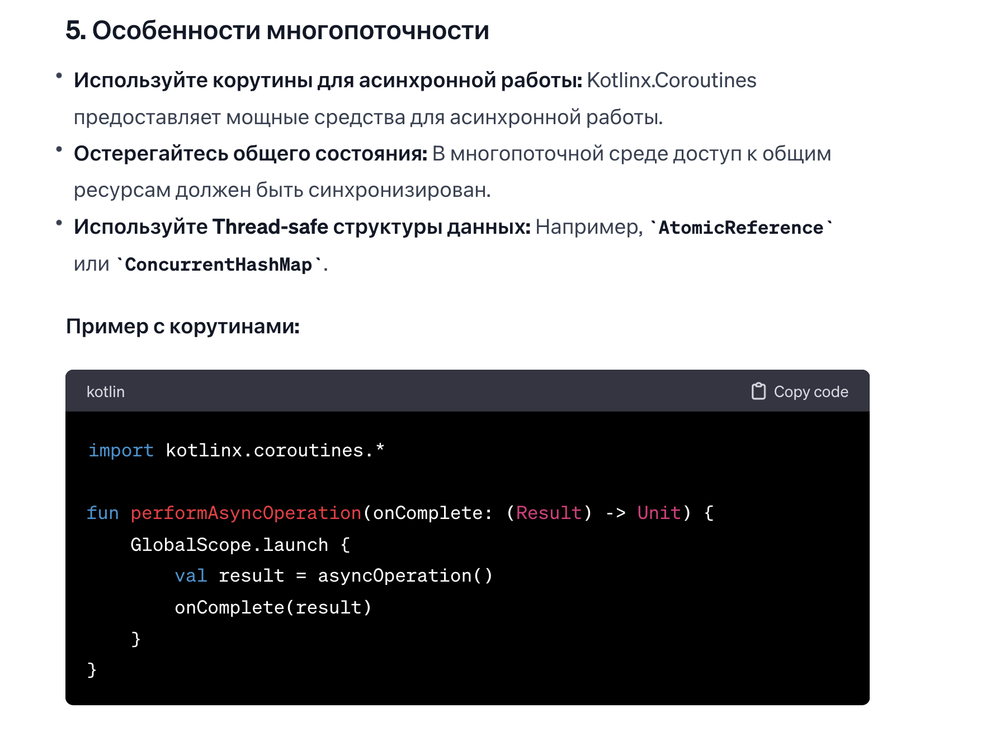 5. Особенности многопоточности
• Используйте корутины для асинхронной работы: Kotlinx.Coroutines
предоставляет мощные средства для асинхронной работы.
• Остерегайтесь общего состояния: В многопоточной среде доступ к общим
ресурсам должен быть синхронизирован.
• Используйте Thread-safe структуры данных: Например, `AtomicReference`
или `ConcurrentHashMap`.
Пример с корутинами:
kotlin Copy code
import kotlinx.coroutines.*
fun performAsyncOperation(onComplete: (Result) -> Unit) {
    GlobalScope.launch {
        val result = asyncOperation()
        onComplete(result)
    }
}